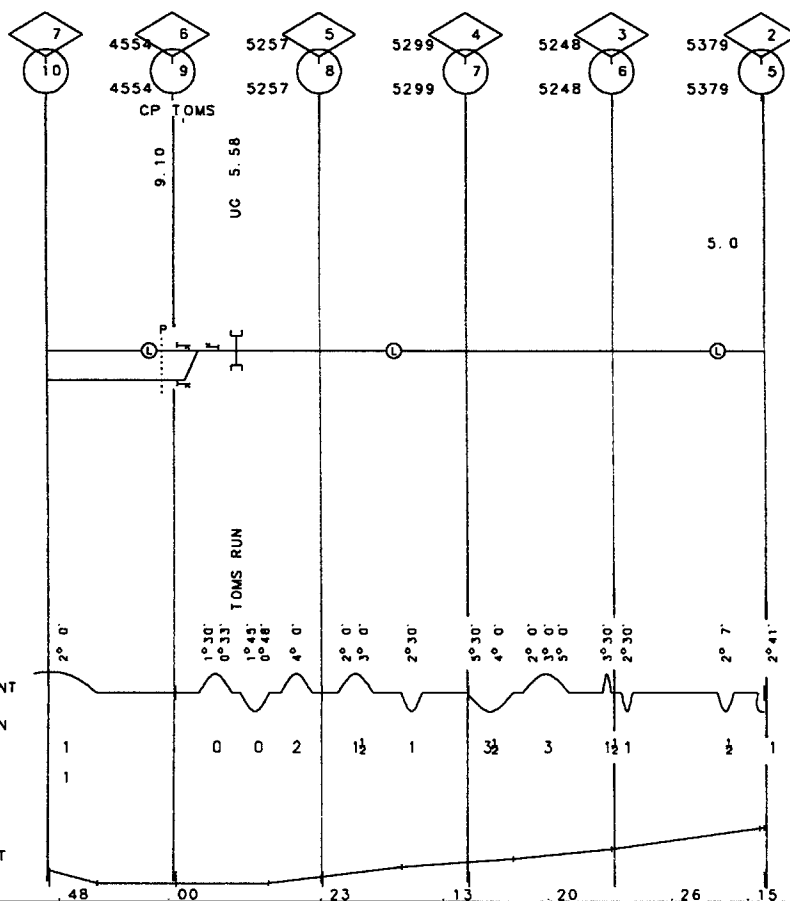 7 6 5 4 3 2
4554 5257 5299 5248 5379
10 9 8 7 6 5
4554 5257 5299 5248 5379
CP TOMS
9.10
UG 5.58
5.0
P
L L L
TOMS RUN
2° 0'
1° 30'
0° 33'
1° 45'
0° 48'
4° 0'
2° 0'
3° 0'
2° 30'
5° 30'
4° 0'
2° 0'
3° 0'
5° 0'
3° 30'
2° 30'
2° 7'
2° 41'
NT
N
1 0 0 2 1½ 1 3½ 3 1½ 1 ½ 1
1
T
.48 .00 .23 .13 .20 .26 .15